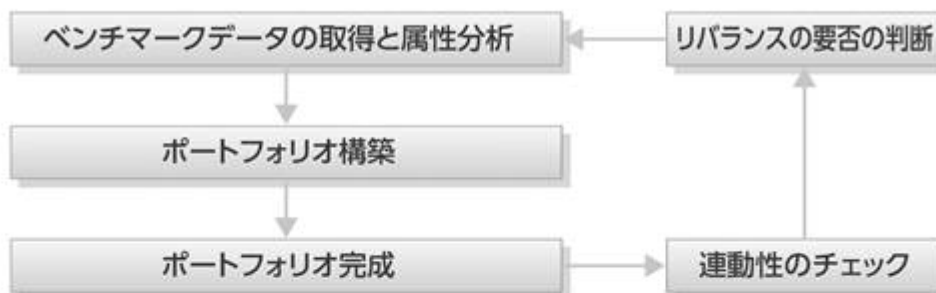 ベンチマークデータの取得と属性分析
リバランスの要否の判断
ポートフォリオ構築
ポートフォリオ完成
連動性のチェック